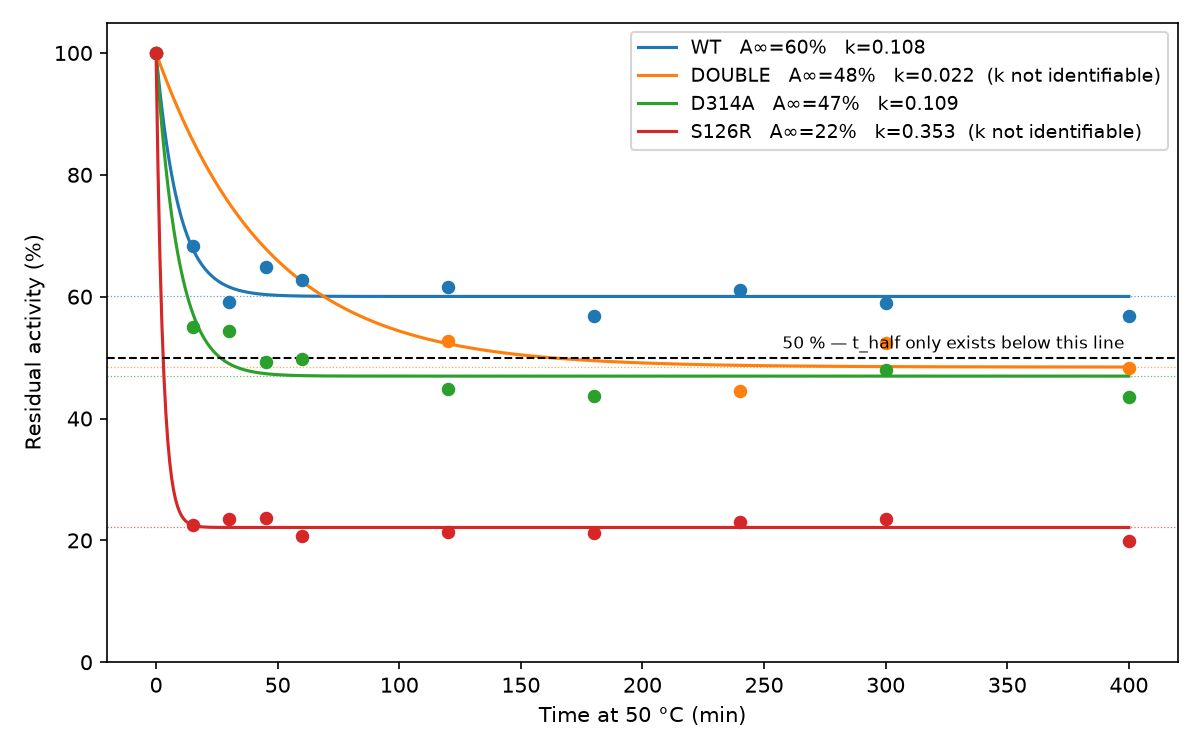 WT   A∞=60%   k=0.108
DOUBLE   A∞=48%   k=0.022  (k not identifiable)
D314A   A∞=47%   k=0.109
S126R   A∞=22%   k=0.353  (k not identifiable)
50 % — t_half only exists below this line
Residual activity (%)
100
80
60
40
20
0
0 50 100 150 200 250 300 350 400
Time at 50 °C (min)